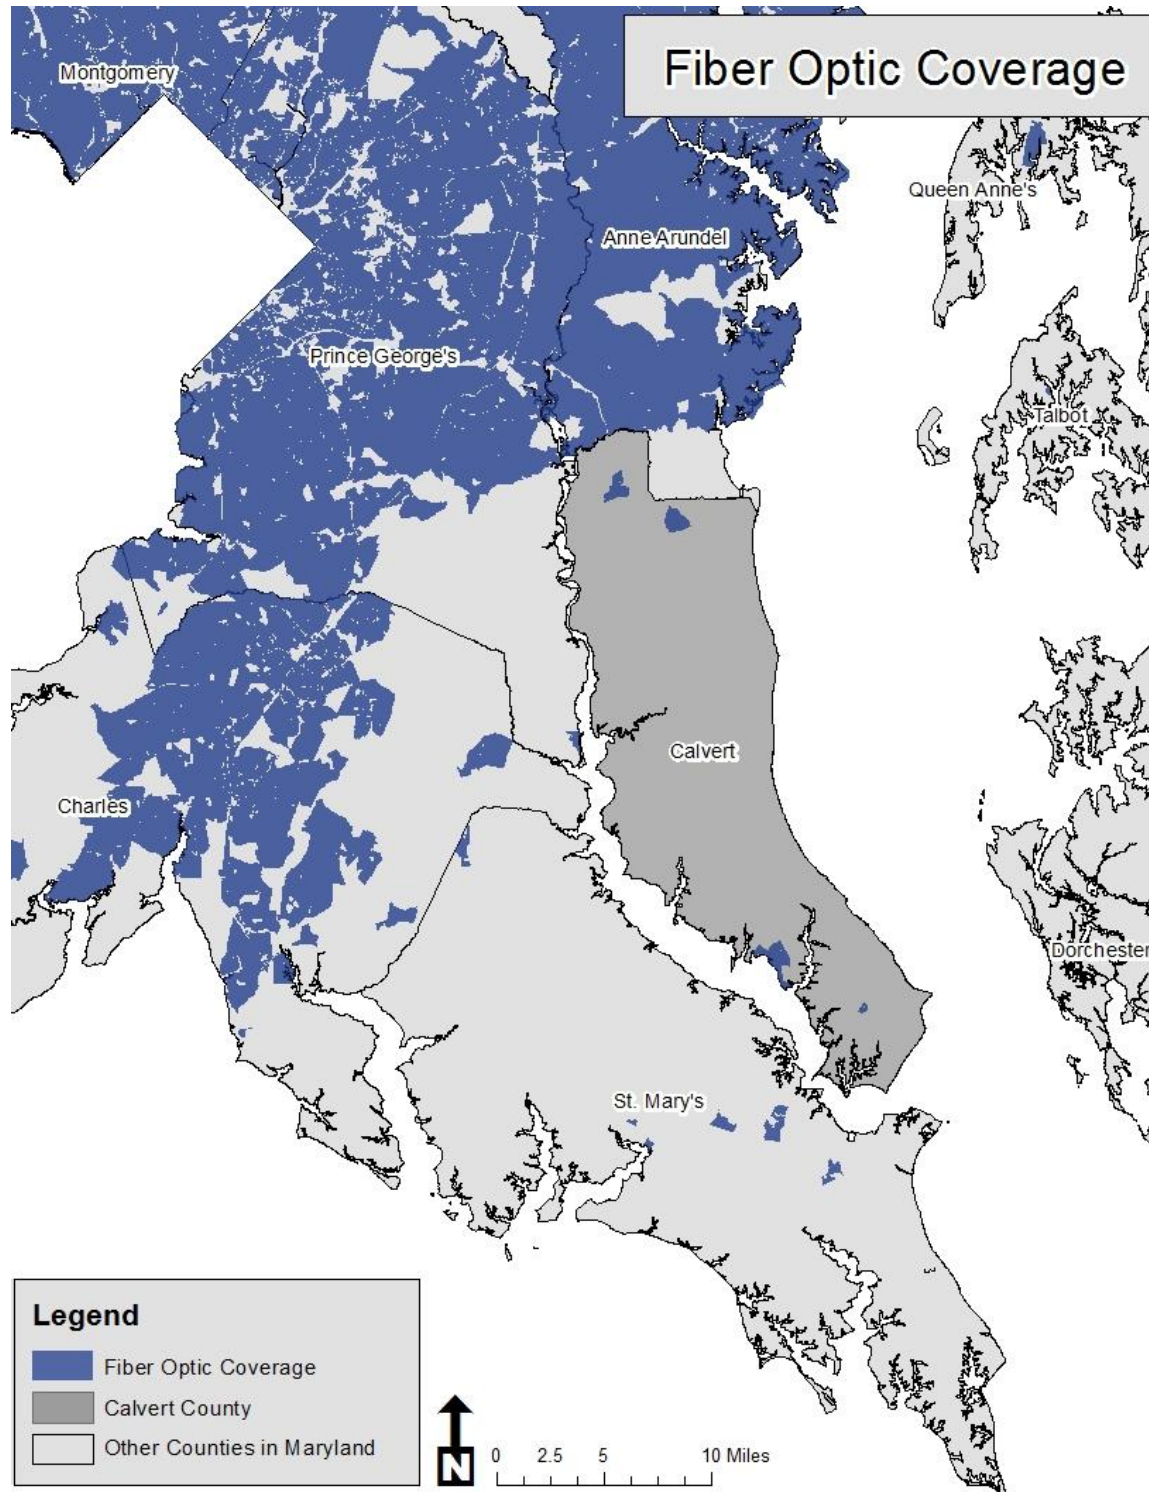 Fiber Optic Coverage
Montgomery
Queen Anne's
Anne Arundel
Prince George's
Talbot
Calvert
Charles
Dorchester
St. Mary's
Legend
Fiber Optic Coverage
Calvert County
Other Counties in Maryland
N
0 2.5 5 10 Miles